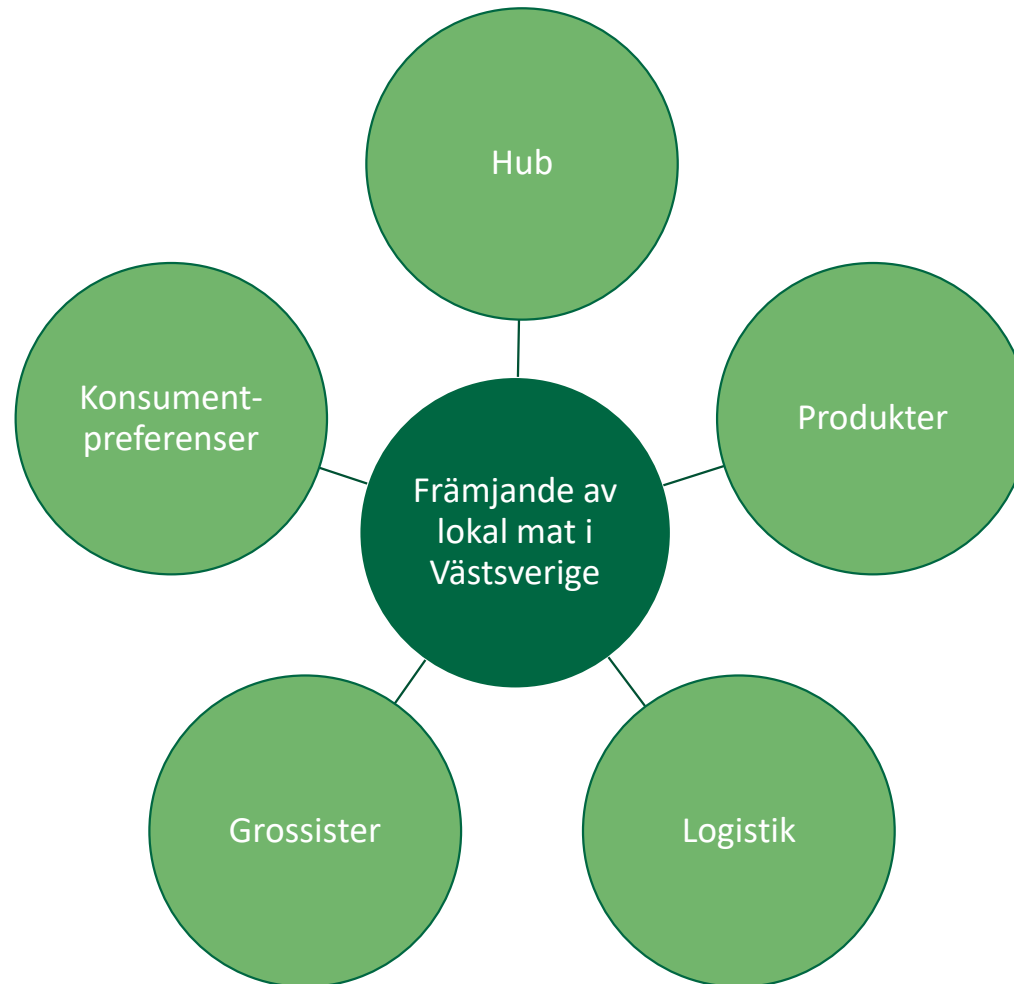 Hub
Konsument-
preferenser
Produkter
Främjande av
lokal mat i
Västsverige
Grossister
Logistik